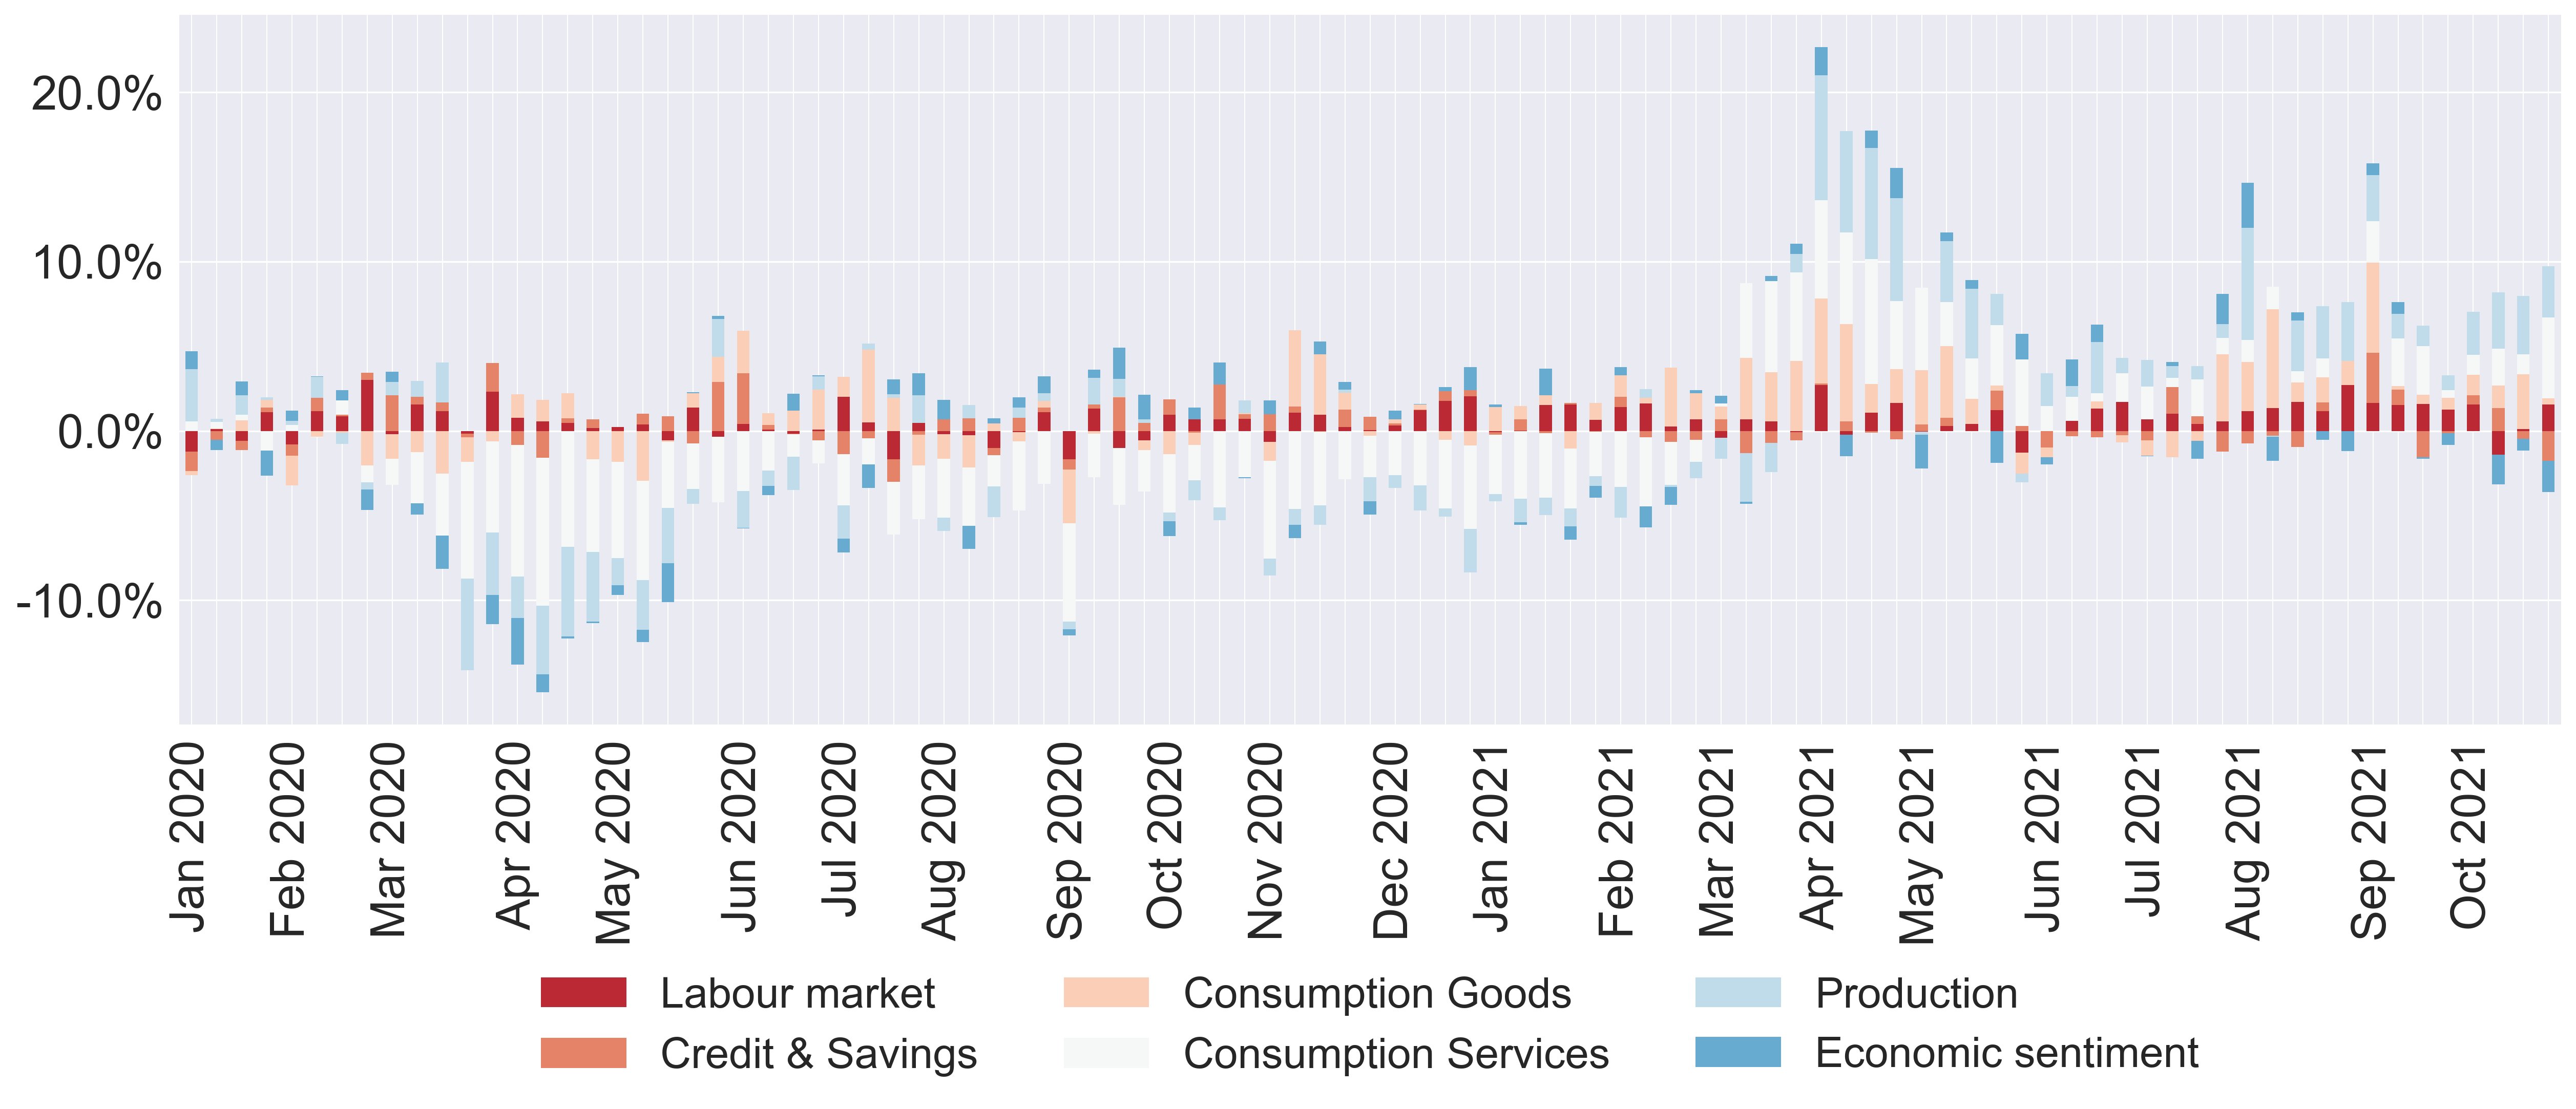 20.0%
10.0%
0.0%
-10.0%
Jan 2020
Feb 2020
Mar 2020
Apr 2020
May 2020
Jun 2020
Jul 2020
Aug 2020
Sep 2020
Oct 2020
Nov 2020
Dec 2020
Jan 2021
Feb 2021
Mar 2021
Apr 2021
May 2021
Jun 2021
Jul 2021
Aug 2021
Sep 2021
Oct 2021
Labour market
Credit & Savings
Consumption Goods
Consumption Services
Production
Economic sentiment